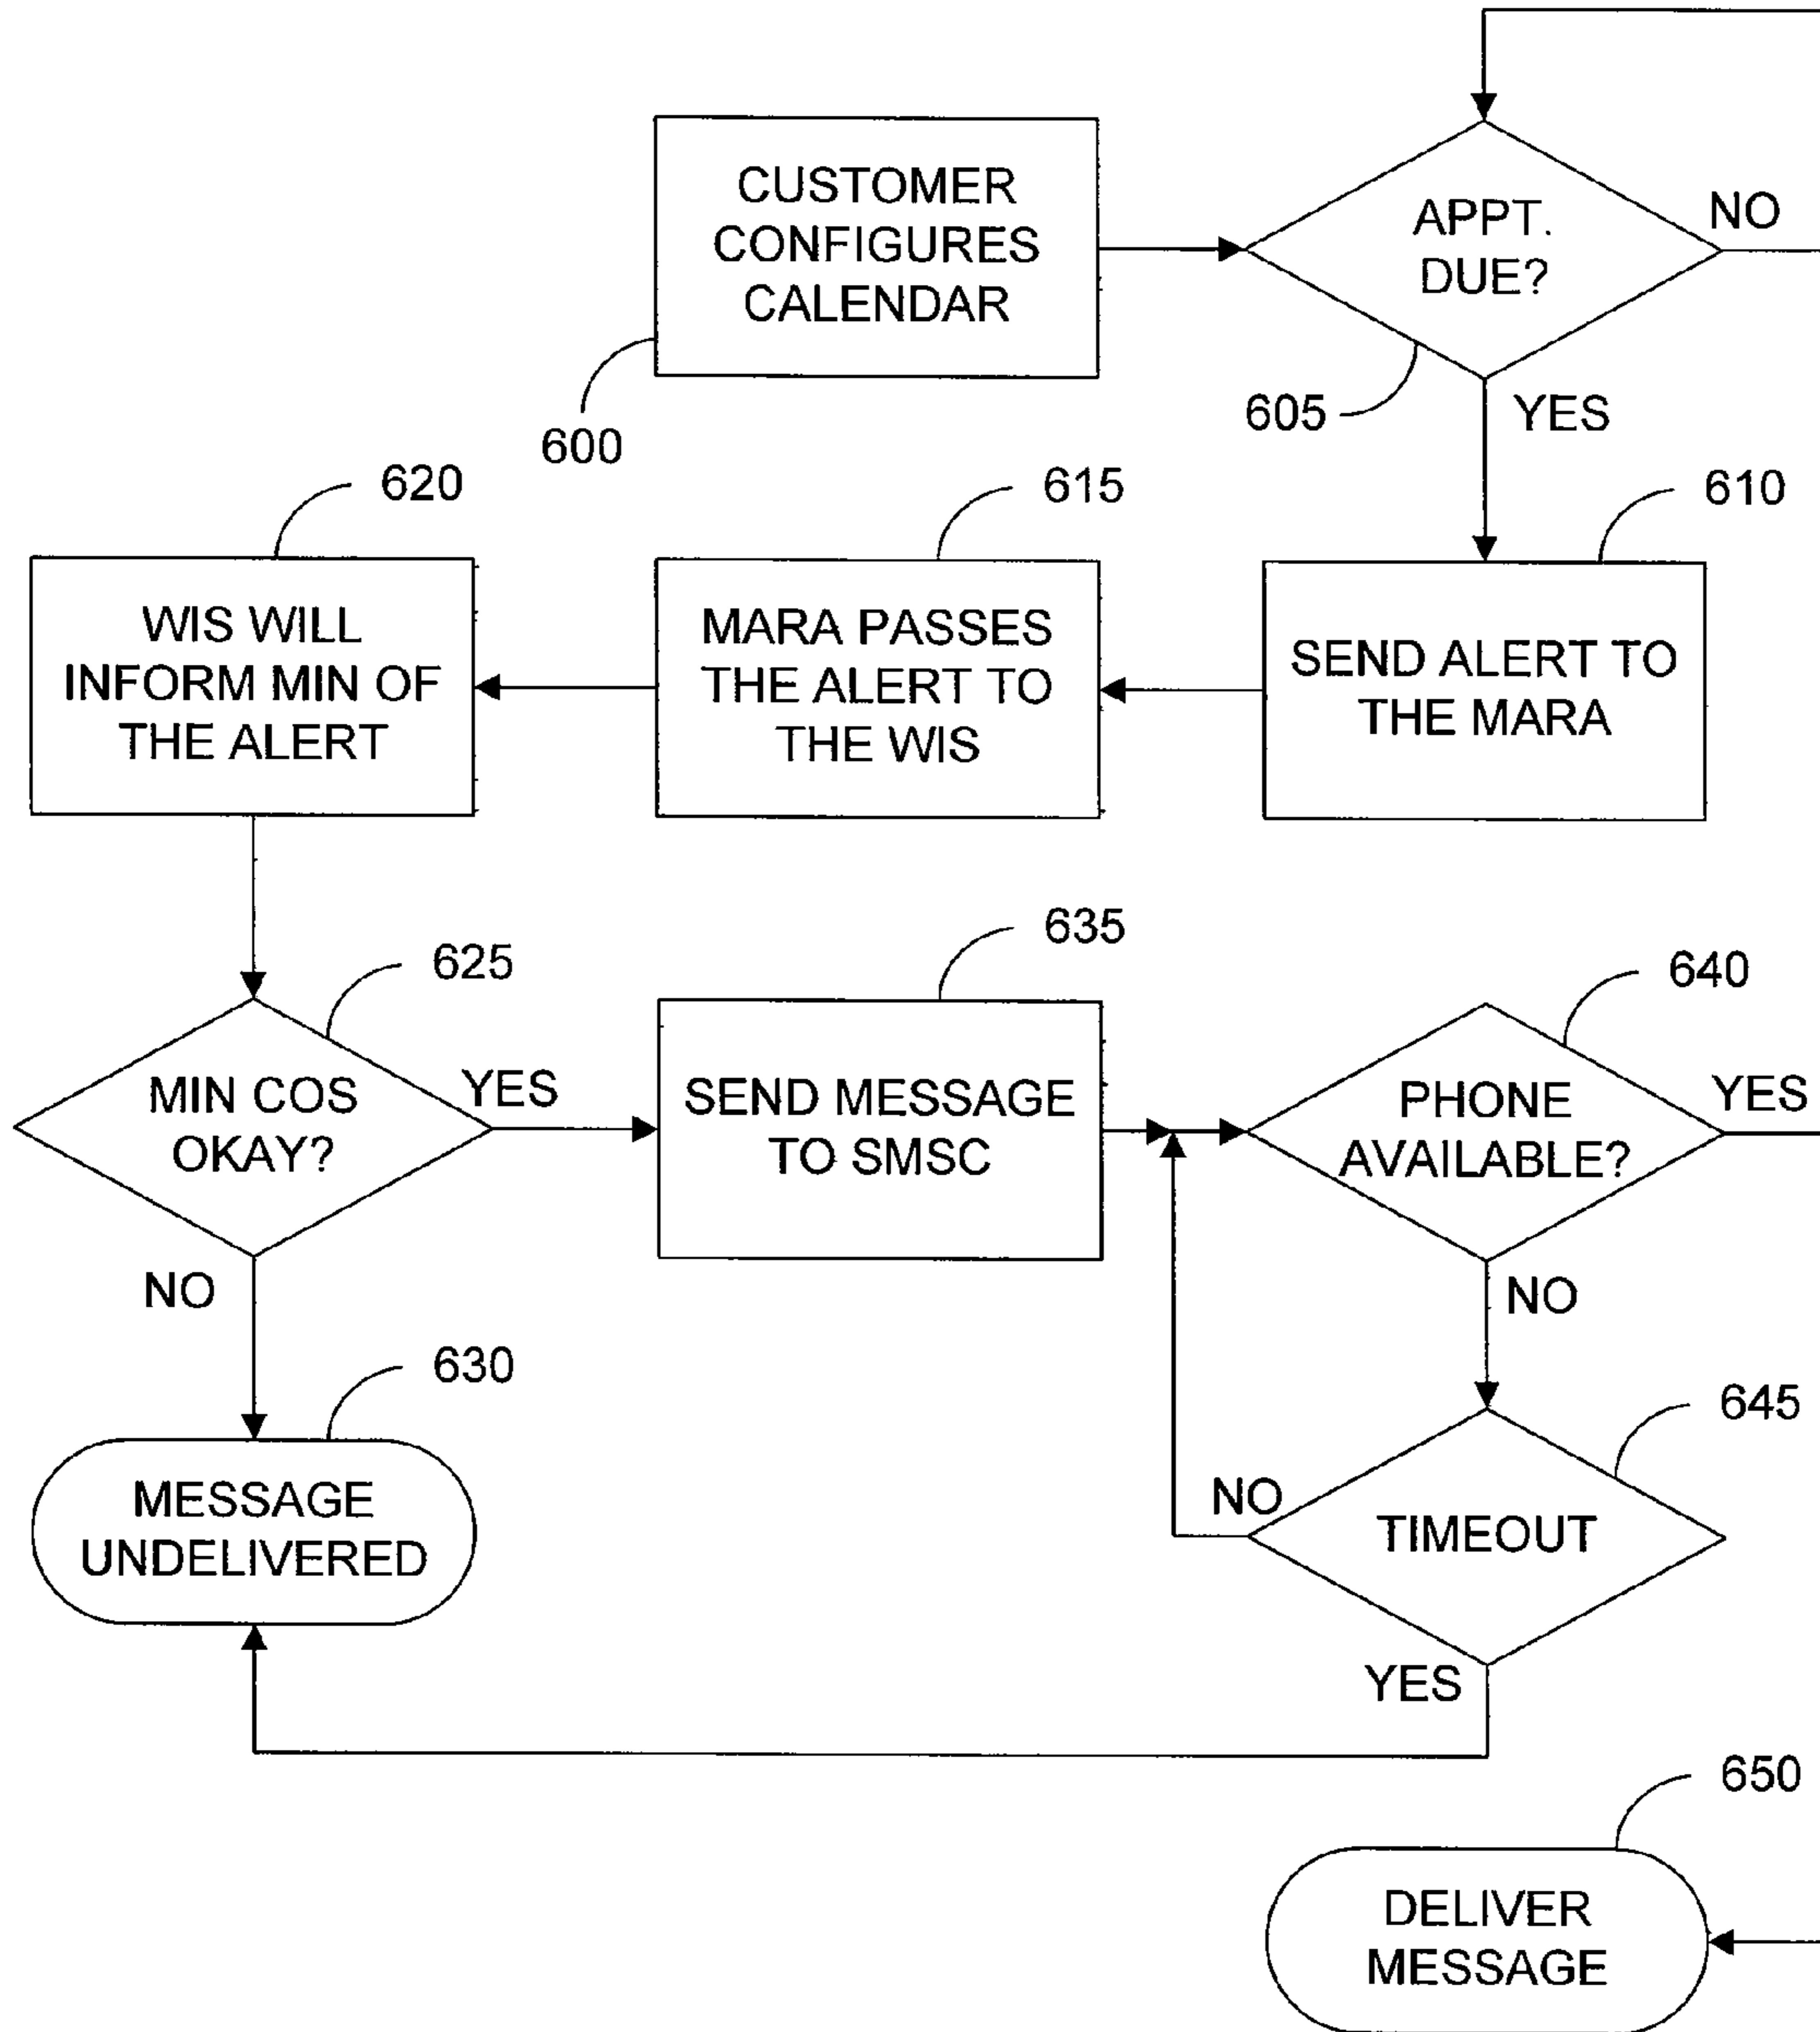 CUSTOMER
CONFIGURES
CALENDAR
600
APPT.
DUE?
NO
605
YES
610
SEND ALERT TO
THE MARA
615
MARA PASSES
THE ALERT TO
THE WIS
620
WIS WILL
INFORM MIN OF
THE ALERT
625
MIN COS
OKAY?
YES
NO
630
MESSAGE
UNDELIVERED
635
SEND MESSAGE
TO SMSC
640
PHONE
AVAILABLE?
YES
NO
645
TIMEOUT
NO
YES
650
DELIVER
MESSAGE